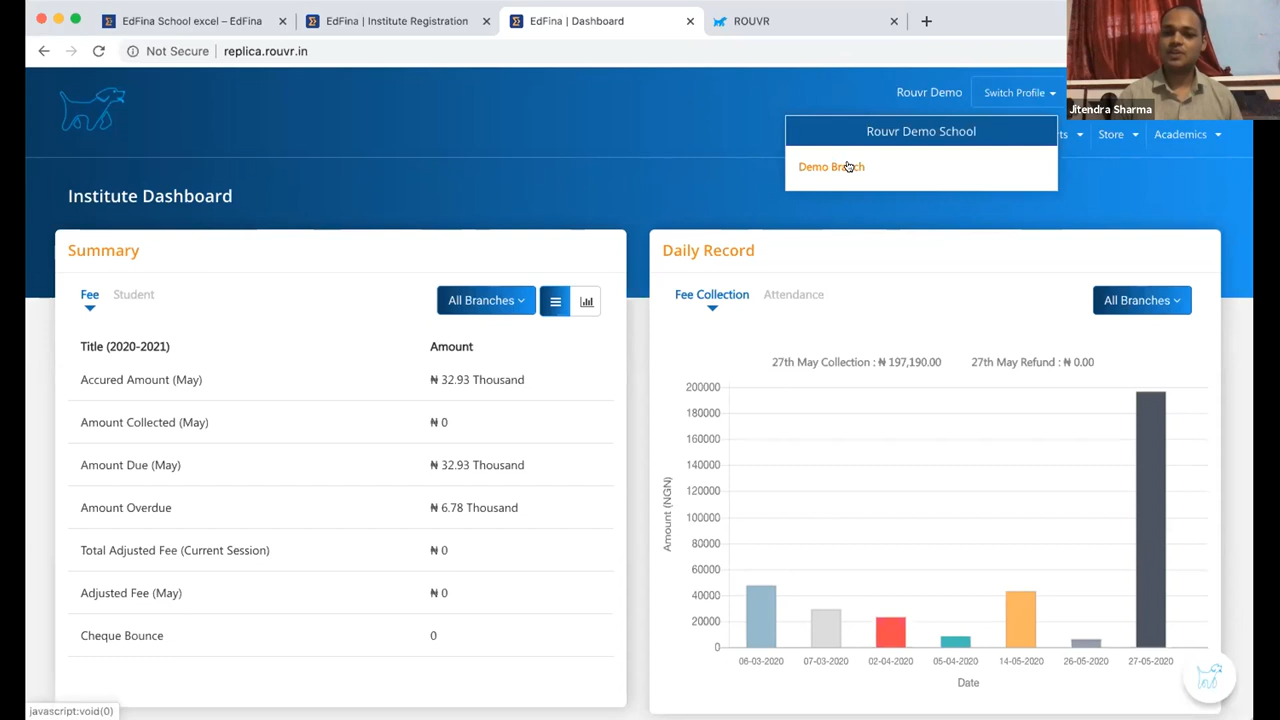 EdFina School excel – EdFina
EdFina | Institute Registration
EdFina | Dashboard
ROUVR
Not Secure
replica.rouvr.in
Jitendra Sharma
Rouvr Demo
Switch Profile
Rouvr Demo School
Demo Branch
rts
Store
Academics
Institute Dashboard
Summary
Fee
Student
All Branches
Title (2020-2021)
Amount
Accured Amount (May)
₦ 32.93 Thousand
Amount Collected (May)
₦ 0
Amount Due (May)
₦ 32.93 Thousand
Amount Overdue
₦ 6.78 Thousand
Total Adjusted Fee (Current Session)
₦ 0
Adjusted Fee (May)
₦ 0
Cheque Bounce
0
Daily Record
Fee Collection
Attendance
All Branches
27th May Collection : ₦ 197,190.00
27th May Refund : ₦ 0.00
Amount (NGN)
200000
180000
160000
140000
120000
100000
80000
60000
40000
20000
0
06-03-2020
07-03-2020
02-04-2020
05-04-2020
14-05-2020
26-05-2020
27-05-2020
Date
javascript:void(0)